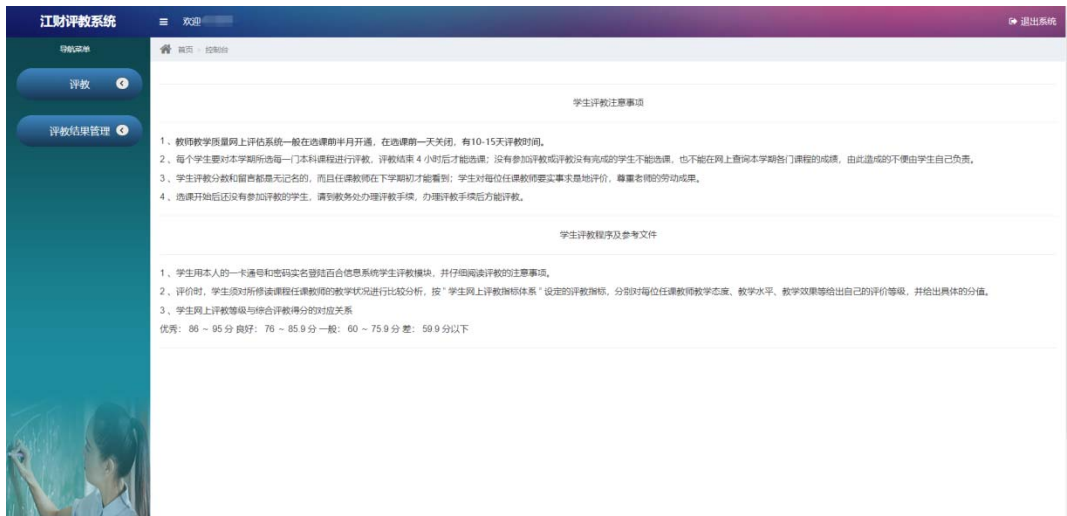 江财评教系统
欢迎
退出系统
导航菜单
首页 > 控制台
评教
评教结果管理
学生评教注意事项
1、教师教学质量网上评估系统一般在选课前半月开通，在选课前一天关闭，有10-15天评教时间。
2、每个学生要对本学期所选每一门本科课程进行评教，评教结束 4 小时后才能选课；没有参加评教或评教没有完成的学生不能选课，也不能在网上查询本学期各门课程的成绩，由此造成的不便由学生自己负责。
3、学生评教分数和留言都是无记名的，而且任课教师在下学期初才能看到；学生对每位任课教师要实事求是地评价，尊重老师的劳动成果。
4、选课开始后还没有参加评教的学生，请到教务处办理评教手续，办理评教手续后方能评教。
学生评教程序及参考文件
1、学生用本人的一卡通号和密码实名登陆百合信息系统学生评教模块，并仔细阅读评教的注意事项。
2、评价时，学生须对所修读课程任课教师的教学状况进行比较分析，按 " 学生网上评教指标体系 " 设定的评教指标，分别对每位任课教师教学态度、教学水平、教学效果等给出自己的评价等级，并给出具体的分值。
3、学生网上评教等级与综合评教得分的对应关系
优秀： 86 ~ 95 分 良好： 76 ~ 85.9 分 一般： 60 ~ 75.9 分 差： 59.9 分以下